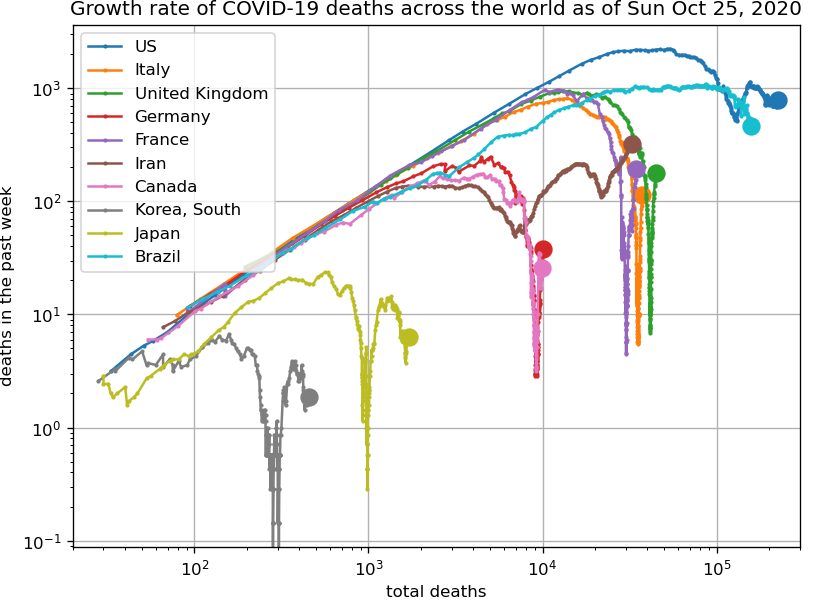 Growth rate of COVID-19 deaths across the world as of Sun Oct 25, 2020
US
Italy
United Kingdom
Germany
France
Iran
Canada
Korea, South
Japan
Brazil
deaths in the past week
10³
10²
10¹
10⁰
10⁻¹
10²
10³
10⁴
10⁵
total deaths